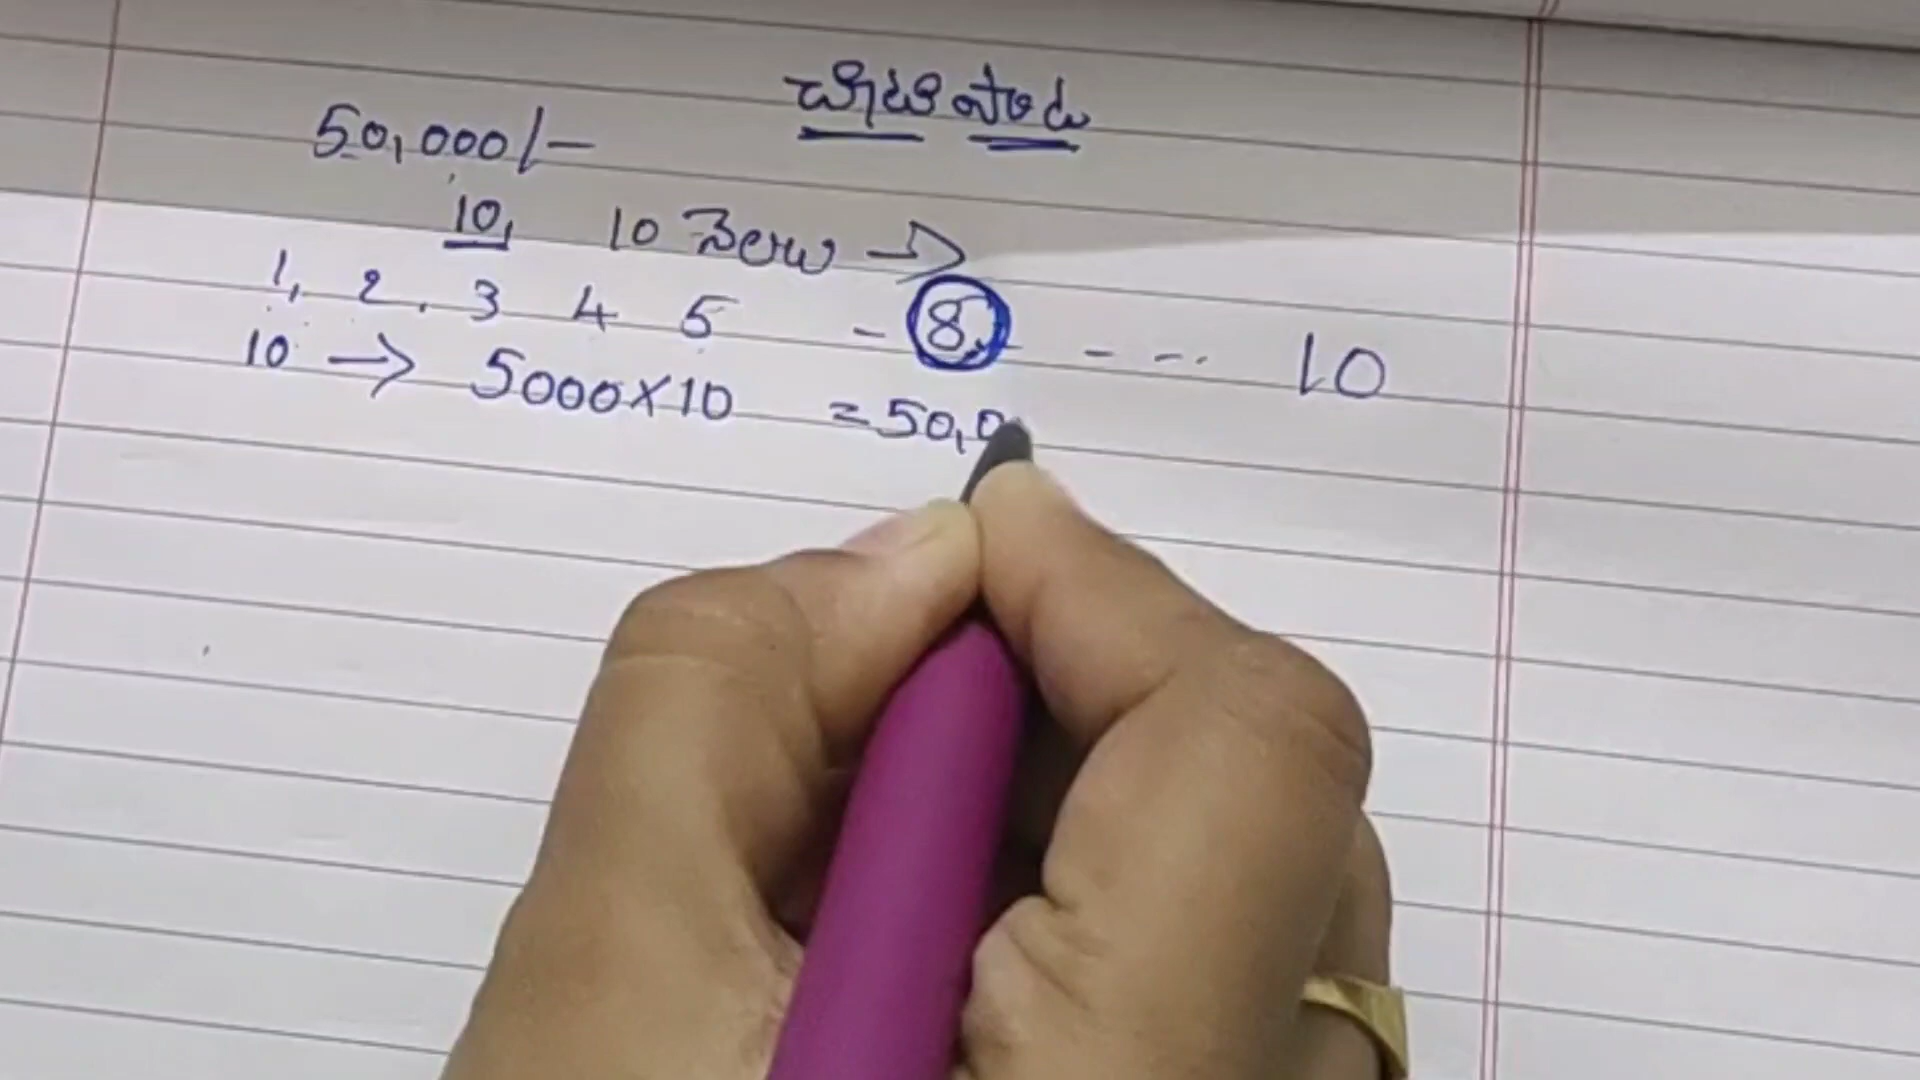 చీటీ పాట
50,000/-
10, 10 నెలలు →
1, 2. 3 4 5 - 8, - - -.. 10
10 → 5000×10 =50,0